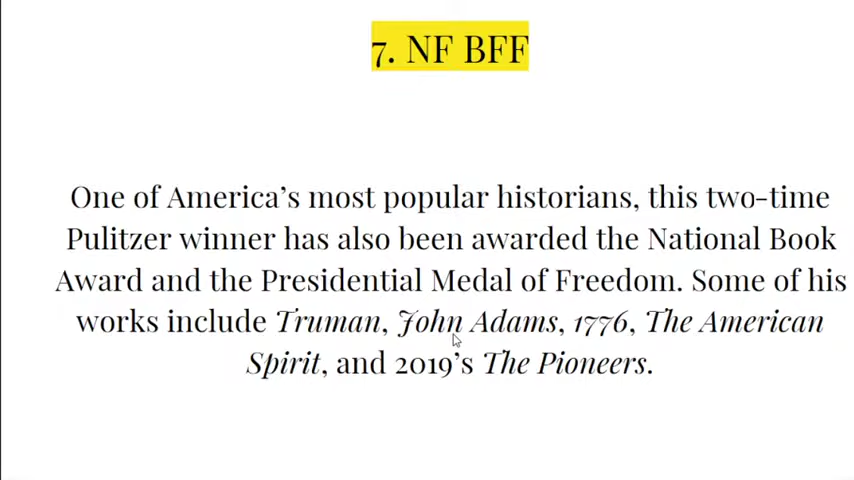 7. NF BFF
One of America's most popular historians, this two-time
Pulitzer winner has also been awarded the National Book
Award and the Presidential Medal of Freedom. Some of his
works include Truman, John Adams, 1776, The American
Spirit, and 2019's The Pioneers.